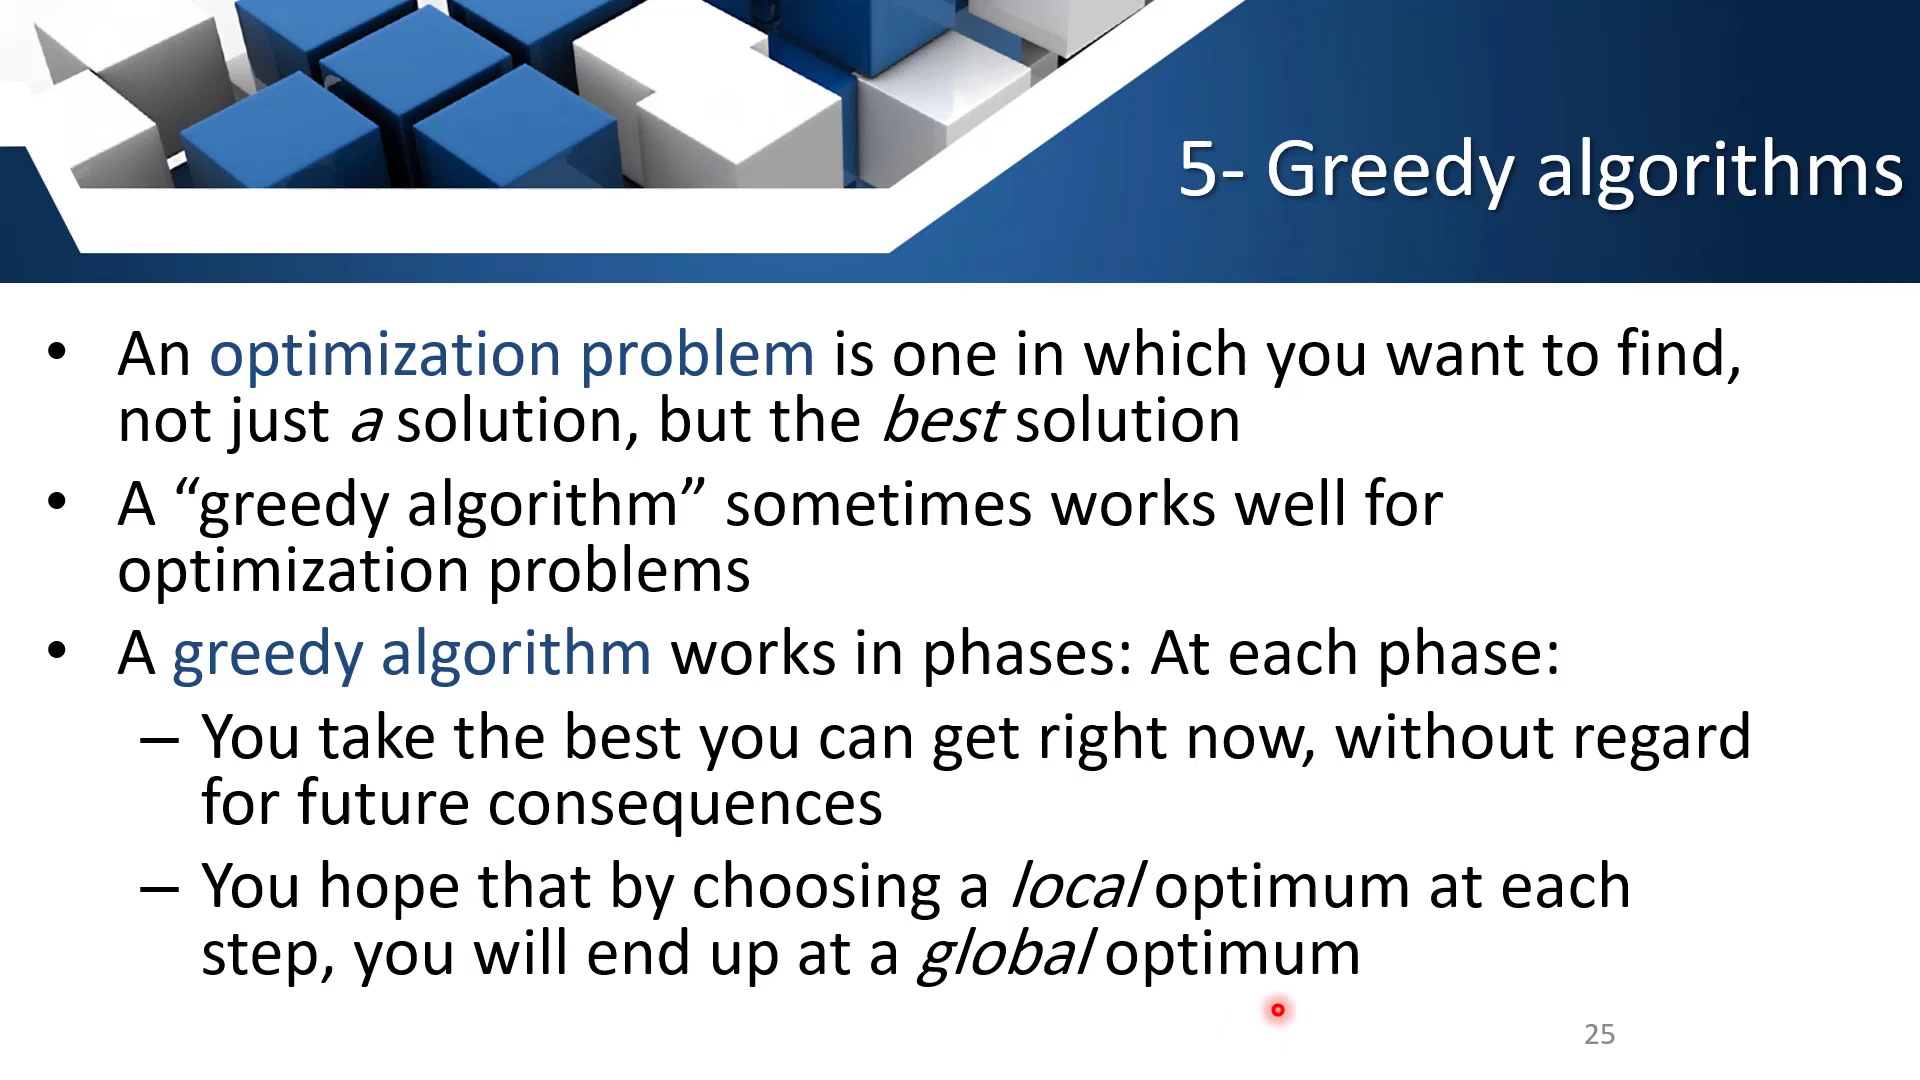 5- Greedy algorithms
• An optimization problem is one in which you want to find,
not just a solution, but the best solution
• A “greedy algorithm” sometimes works well for
optimization problems
• A greedy algorithm works in phases: At each phase:
– You take the best you can get right now, without regard
for future consequences
– You hope that by choosing a local optimum at each
step, you will end up at a global optimum
25